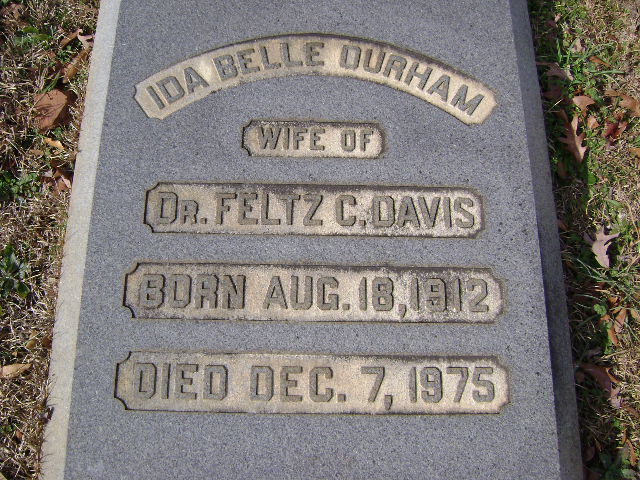 IDA BELLE DURHAM
WIFE OF
DR. FELTZ C. DAVIS
BORN AUG. 18, 1912
DIED DEC. 7, 1975